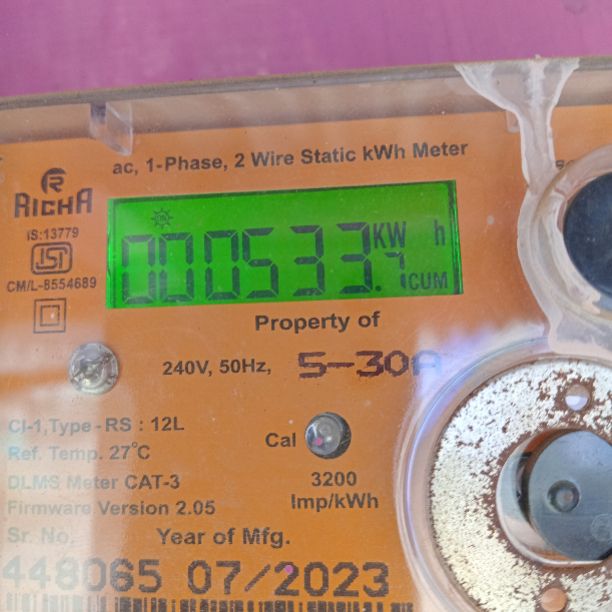 ac, 1-Phase, 2 Wire Static kWh Meter
RICHA
IS:13779
ISI
CM/L-8554689
ON
000533.7 KW h
CUM
Property of
240V, 50Hz, 5-30A
Cl-1,Type - RS : 12L
Ref. Temp. 27°C
DLMS Meter CAT-3
Firmware Version 2.05
Cal
3200
Imp/kWh
Sr. No. Year of Mfg.
448065 07/2023